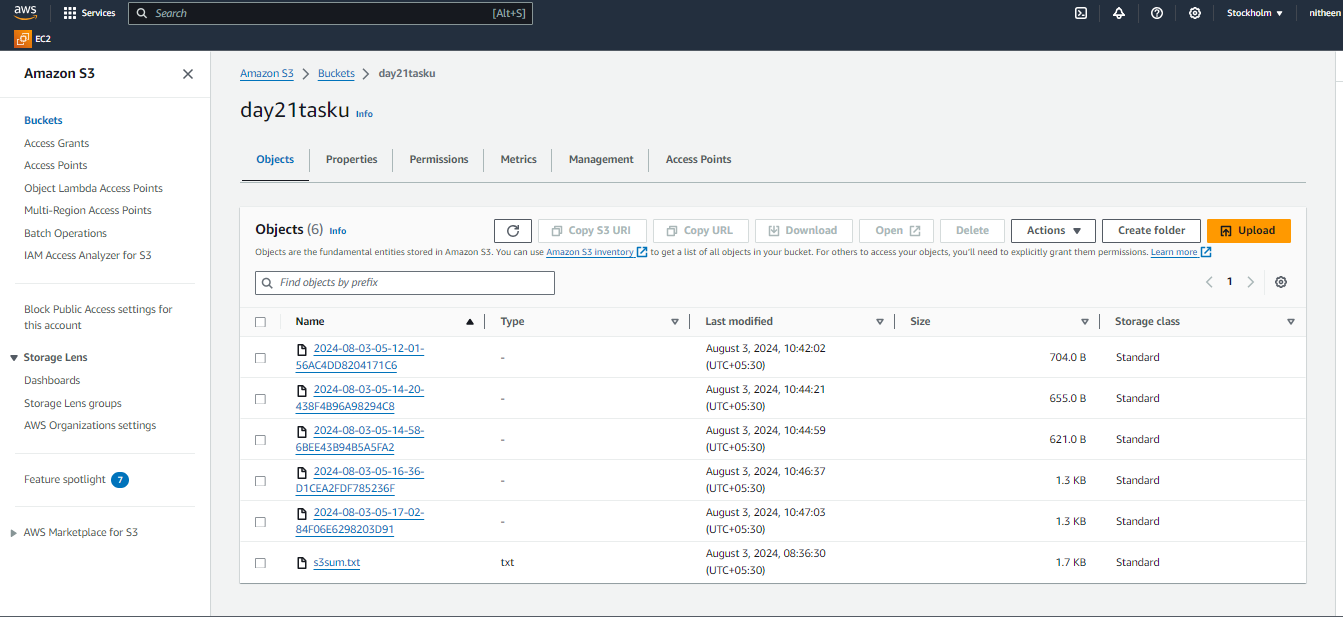 aws
Services
Search
[Alt+S]
Stockholm
nitheen
EC2
Amazon S3
Buckets
Access Grants
Access Points
Object Lambda Access Points
Multi-Region Access Points
Batch Operations
IAM Access Analyzer for S3
Block Public Access settings for
this account
Storage Lens
Dashboards
Storage Lens groups
AWS Organizations settings
Feature spotlight 7
AWS Marketplace for S3
Amazon S3 > Buckets > day21tasku
day21tasku Info
Objects Properties Permissions Metrics Management Access Points
Objects (6) Info
Copy S3 URI Copy URL Download Open Delete Actions Create folder Upload
Objects are the fundamental entities stored in Amazon S3. You can use Amazon S3 inventory to get a list of all objects in your bucket. For others to access your objects, you'll need to explicitly grant them permissions. Learn more
Find objects by prefix
1
Name Type Last modified Size Storage class
2024-08-03-05-12-01-
56AC4DD8204171C6
-
August 3, 2024, 10:42:02
(UTC+05:30)
704.0 B
Standard
2024-08-03-05-14-20-
438F4B96A98294C8
-
August 3, 2024, 10:44:21
(UTC+05:30)
655.0 B
Standard
2024-08-03-05-14-58-
6BEE43B94B5A5FA2
-
August 3, 2024, 10:44:59
(UTC+05:30)
621.0 B
Standard
2024-08-03-05-16-36-
D1CEA2FDF785236F
-
August 3, 2024, 10:46:37
(UTC+05:30)
1.3 KB
Standard
2024-08-03-05-17-02-
84F06E6298203D91
-
August 3, 2024, 10:47:03
(UTC+05:30)
1.3 KB
Standard
s3sum.txt
txt
August 3, 2024, 08:36:30
(UTC+05:30)
1.7 KB
Standard